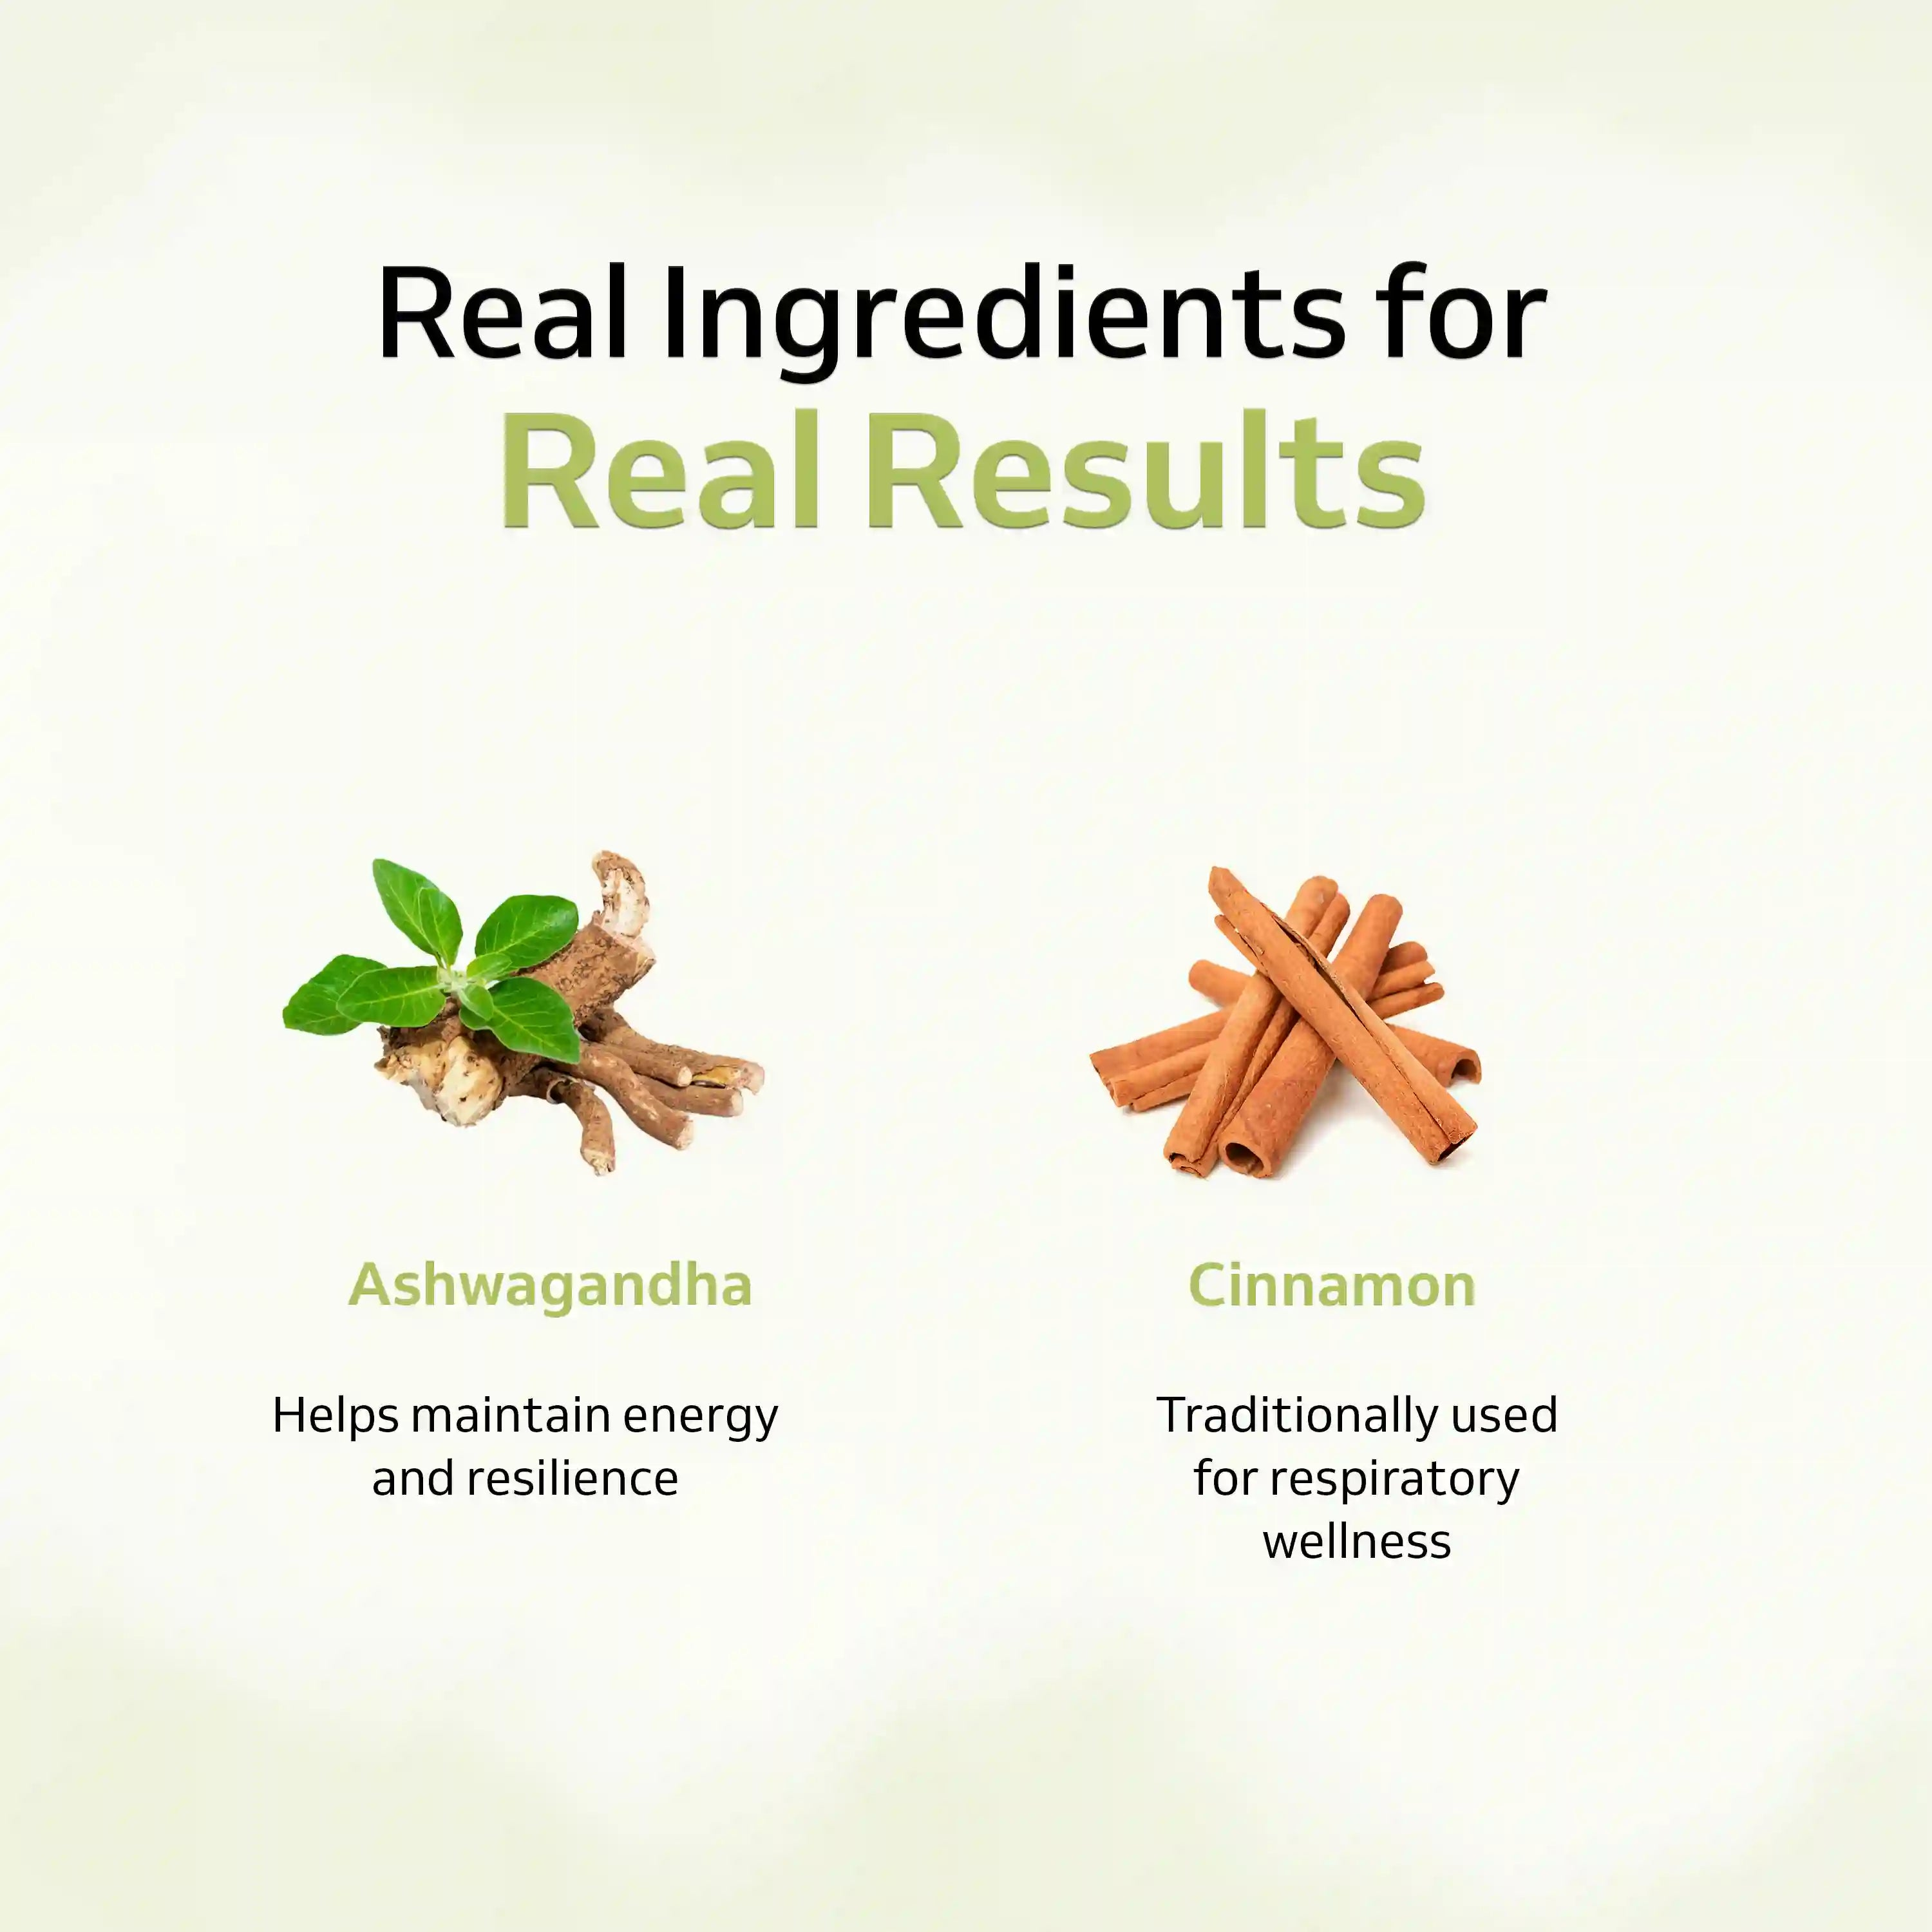 Real Ingredients for
Real Results
Ashwagandha
Helps maintain energy
and resilience
Cinnamon
Traditionally used
for respiratory
wellness